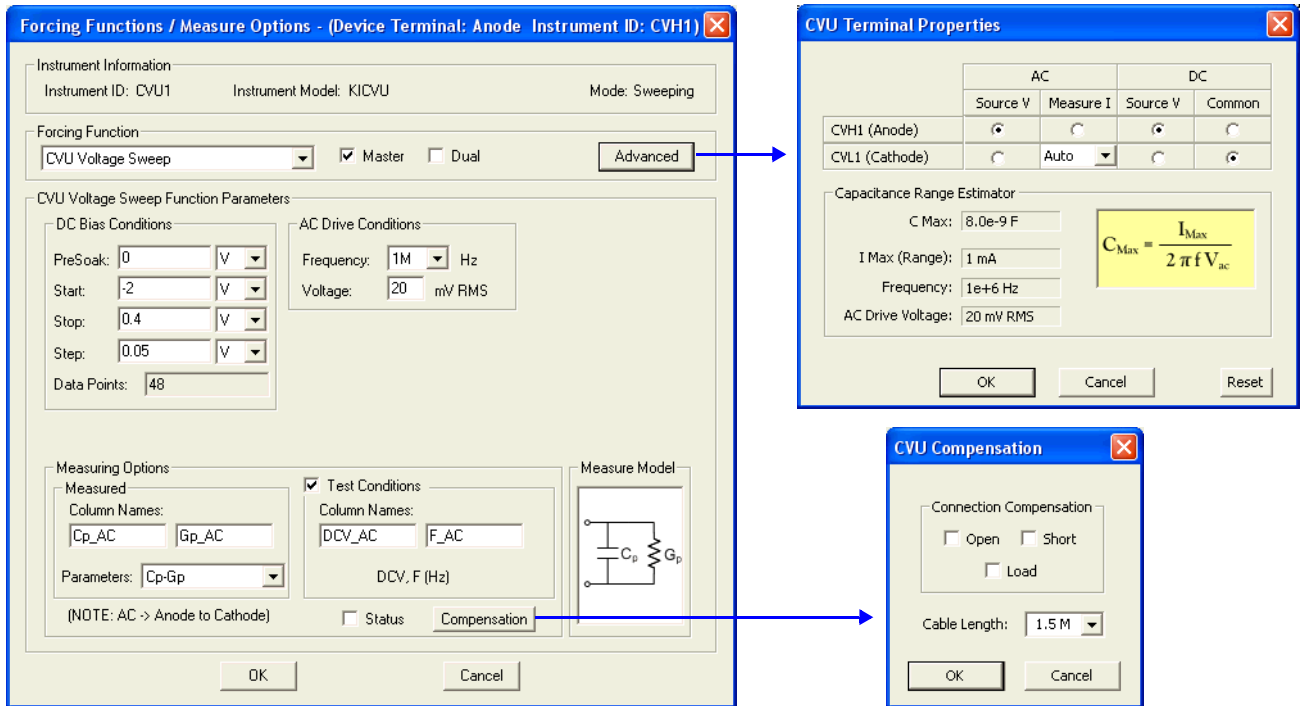 Forcing Functions / Measure Options - (Device Terminal: Anode Instrument ID: CVH1)
Instrument Information
Instrument ID: CVU1 Instrument Model: KICVU Mode: Sweeping
Forcing Function
CVU Voltage Sweep Master Dual Advanced
CVU Voltage Sweep Function Parameters
DC Bias Conditions
PreSoak: 0 V
Start: -2 V
Stop: 0.4 V
Step: 0.05 V
Data Points: 48
AC Drive Conditions
Frequency: 1M Hz
Voltage: 20 mV RMS
Measuring Options
Measured
Column Names:
Cp_AC Gp_AC
Parameters: Cp-Gp
(NOTE: AC -> Anode to Cathode)
Test Conditions
Column Names:
DCV_AC F_AC
DCV, F (Hz)
Status Compensation
Measure Model
Cp Gp
OK Cancel
CVU Terminal Properties
AC DC
Source V Measure I Source V Common
CVH1 (Anode)
CVL1 (Cathode) Auto
Capacitance Range Estimator
C Max: 8.0e-9 F
I Max (Range): 1 mA
Frequency: 1e+6 Hz
AC Drive Voltage: 20 mV RMS
CMax = IMax / 2 π f Vac
OK Cancel Reset
CVU Compensation
Connection Compensation
Open Short
Load
Cable Length: 1.5 M
OK Cancel